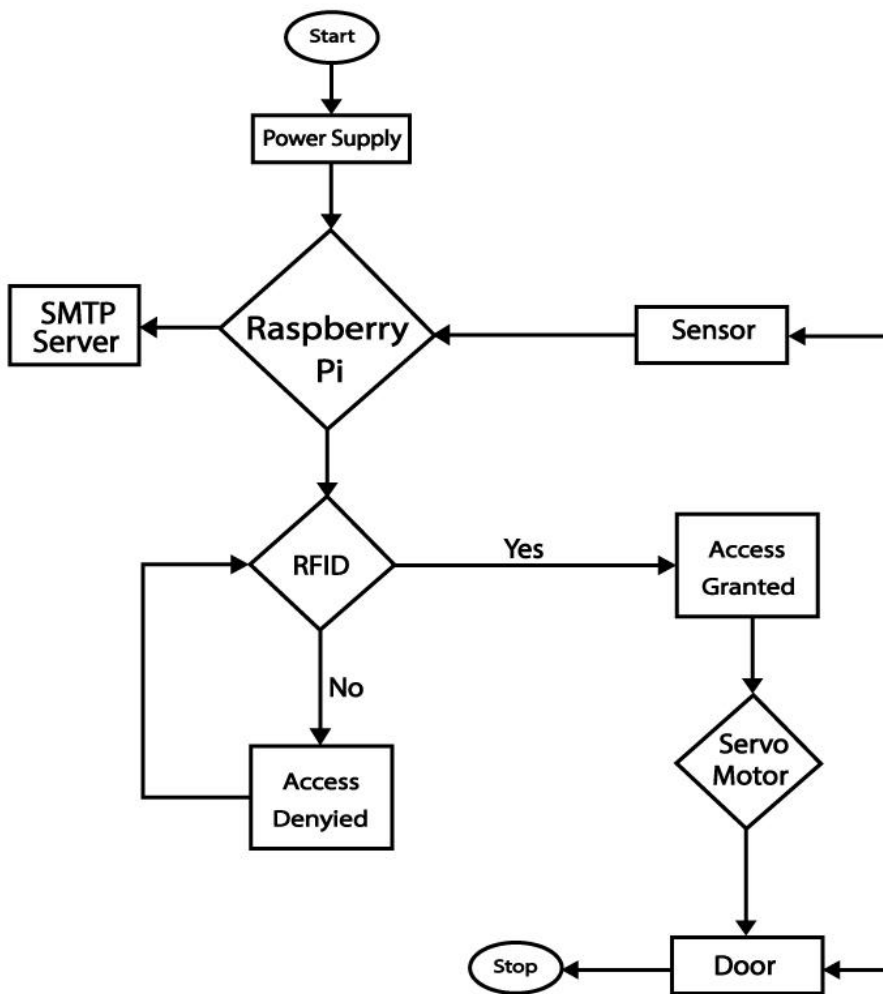 Start
Power Supply
SMTP
Server
Raspberry
Pi
Sensor
RFID
Yes
Access
Granted
No
Servo
Motor
Access
Denyied
Stop
Door